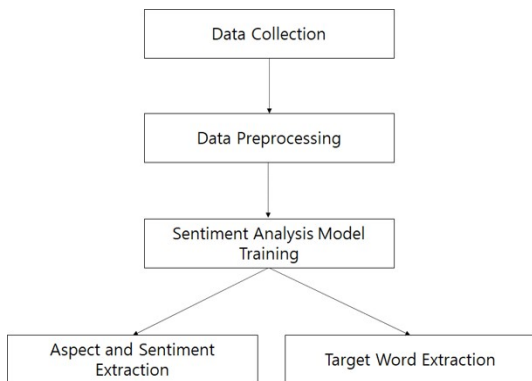 Data Collection
Data Preprocessing
Sentiment Analysis Model
Training
Aspect and Sentiment
Extraction
Target Word Extraction